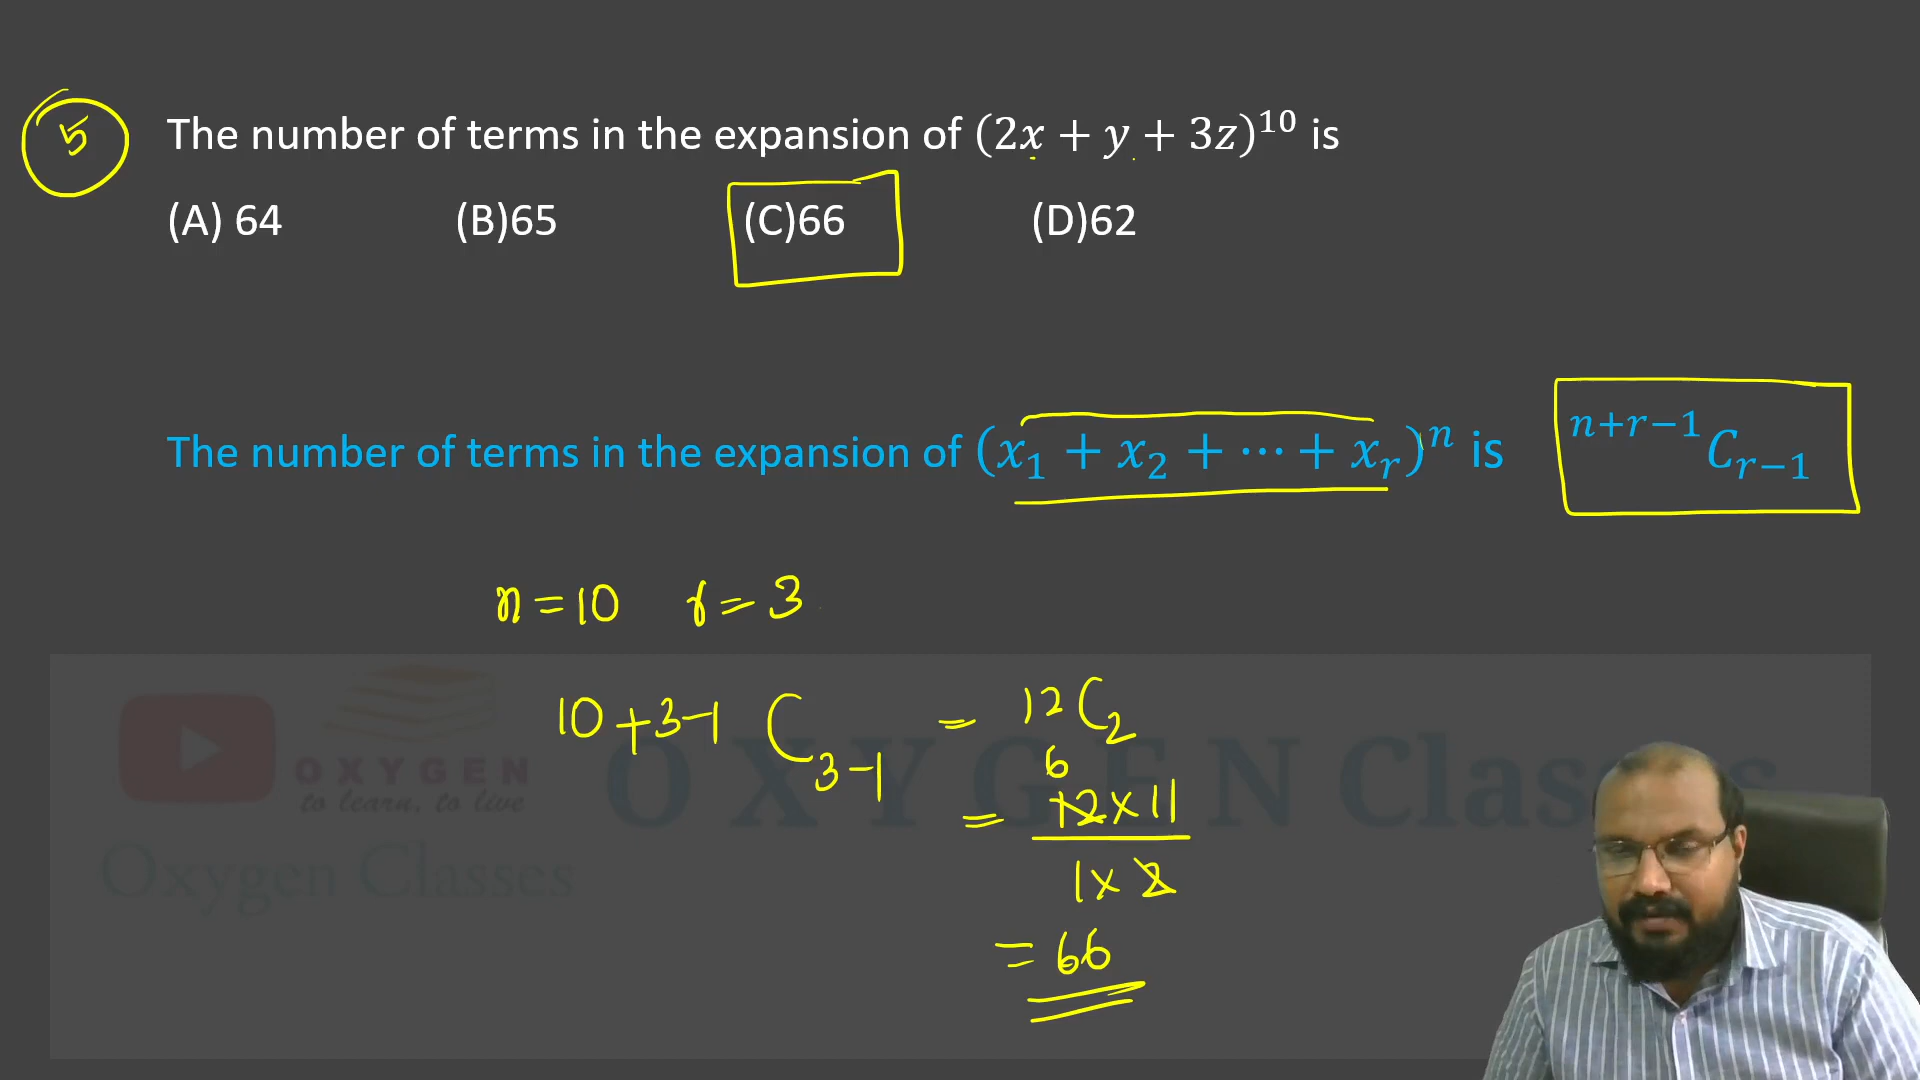 5 The number of terms in the expansion of (2x + y + 3z)^10 is
(A) 64 (B)65 (C)66 (D)62
The number of terms in the expansion of (x₁ + x₂ + ⋯ + xᵣ)ⁿ is ⁿ⁺ʳ⁻¹Cᵣ₋₁
n = 10 r = 3
¹⁰⁺³⁻¹C₃₋₁ = ¹²C₂
6
= 12 × 11
1 × 2
= 66
OXYGEN
to learn, to live
OXYGEN Classes
Oxygen Classes